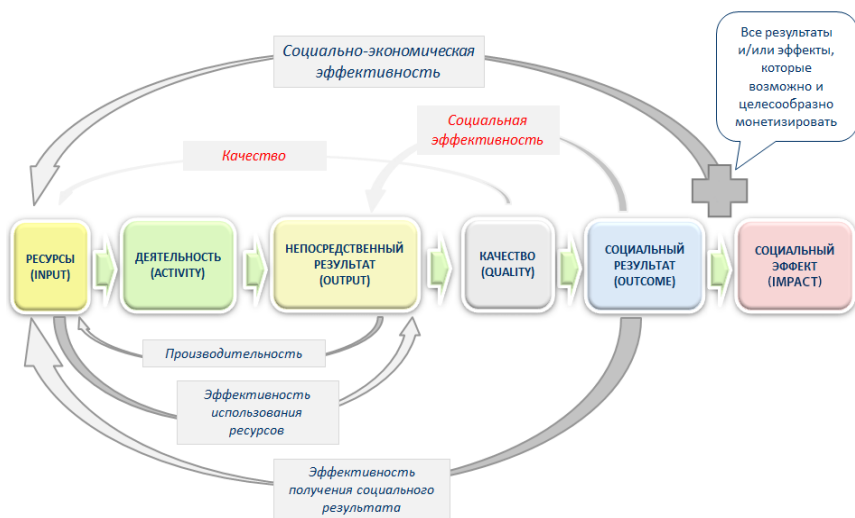 Социально-экономическая
эффективность
Все результаты
и/или эффекты,
которые
возможно и
целесообразно
монетизировать
Социальная
эффективность
Качество
РЕСУРСЫ
(INPUT)
ДЕЯТЕЛЬНОСТЬ
(ACTIVITY)
НЕПОСРЕДСТВЕННЫЙ
РЕЗУЛЬТАТ
(OUTPUT)
КАЧЕСТВО
(QUALITY)
СОЦИАЛЬНЫЙ
РЕЗУЛЬТАТ
(OUTCOME)
СОЦИАЛЬНЫЙ
ЭФФЕКТ
(IMPACT)
Производительность
Эффективность
использования
ресурсов
Эффективность
получения социального
результата